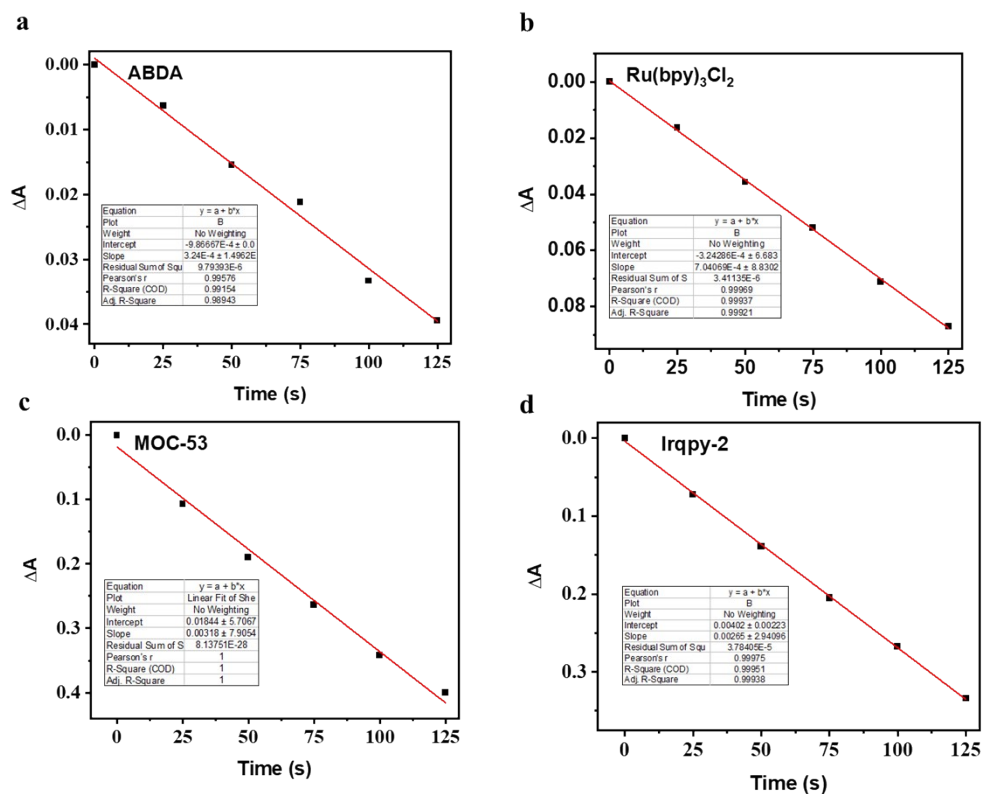 a
ABDA
0.00
0.01
0.02
0.03
0.04
ΔA
Equation y = a + b*x
Plot B
Weight No Weighting
Intercept -9.86667E-4 ± 0.0
Slope 3.24E-4 ± 1.4962E
Residual Sum of Squ 9.79393E-6
Pearson's r 0.99576
R-Square (COD) 0.99154
Adj. R-Square 0.98943
0 25 50 75 100 125
Time (s)
b
Ru(bpy)₃Cl₂
0.00
0.02
0.04
0.06
0.08
ΔA
Equation y = a + b*x
Plot B
Weight No Weighting
Intercept -3.24286E-4 ± 6.683
Slope 7.04069E-4 ± 8.8302
Residual Sum of S 3.41135E-6
Pearson's r 0.99969
R-Square (COD) 0.99937
Adj. R-Square 0.99921
0 25 50 75 100 125
Time (s)
c
MOC-53
0.0
0.1
0.2
0.3
0.4
ΔA
Equation y = a + b*x
Plot Linear Fit of She
Weight No Weighting
Intercept 0.01844 ± 5.7067
Slope 0.00318 ± 7.9054
Residual Sum of S 8.13751E-28
Pearson's r 1
R-Square (COD) 1
Adj. R-Square 1
0 25 50 75 100 125
Time (s)
d
Irqpy-2
0.0
0.1
0.2
0.3
ΔA
Equation y = a + b*x
Plot B
Weight No Weighting
Intercept 0.00402 ± 0.00223
Slope 0.00265 ± 2.94096
Residual Sum of Squ 3.78405E-5
Pearson's r 0.99975
R-Square (COD) 0.99951
Adj. R-Square 0.99938
0 25 50 75 100 125
Time (s)